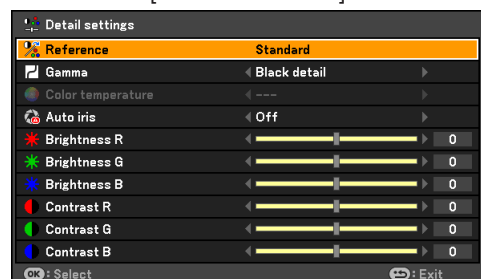 Detail settings
Reference Standard
Gamma Black detail
Color temperature ---
Auto iris Off
Brightness R 0
Brightness G 0
Brightness B 0
Contrast R 0
Contrast G 0
Contrast B 0
OK : Select : Exit